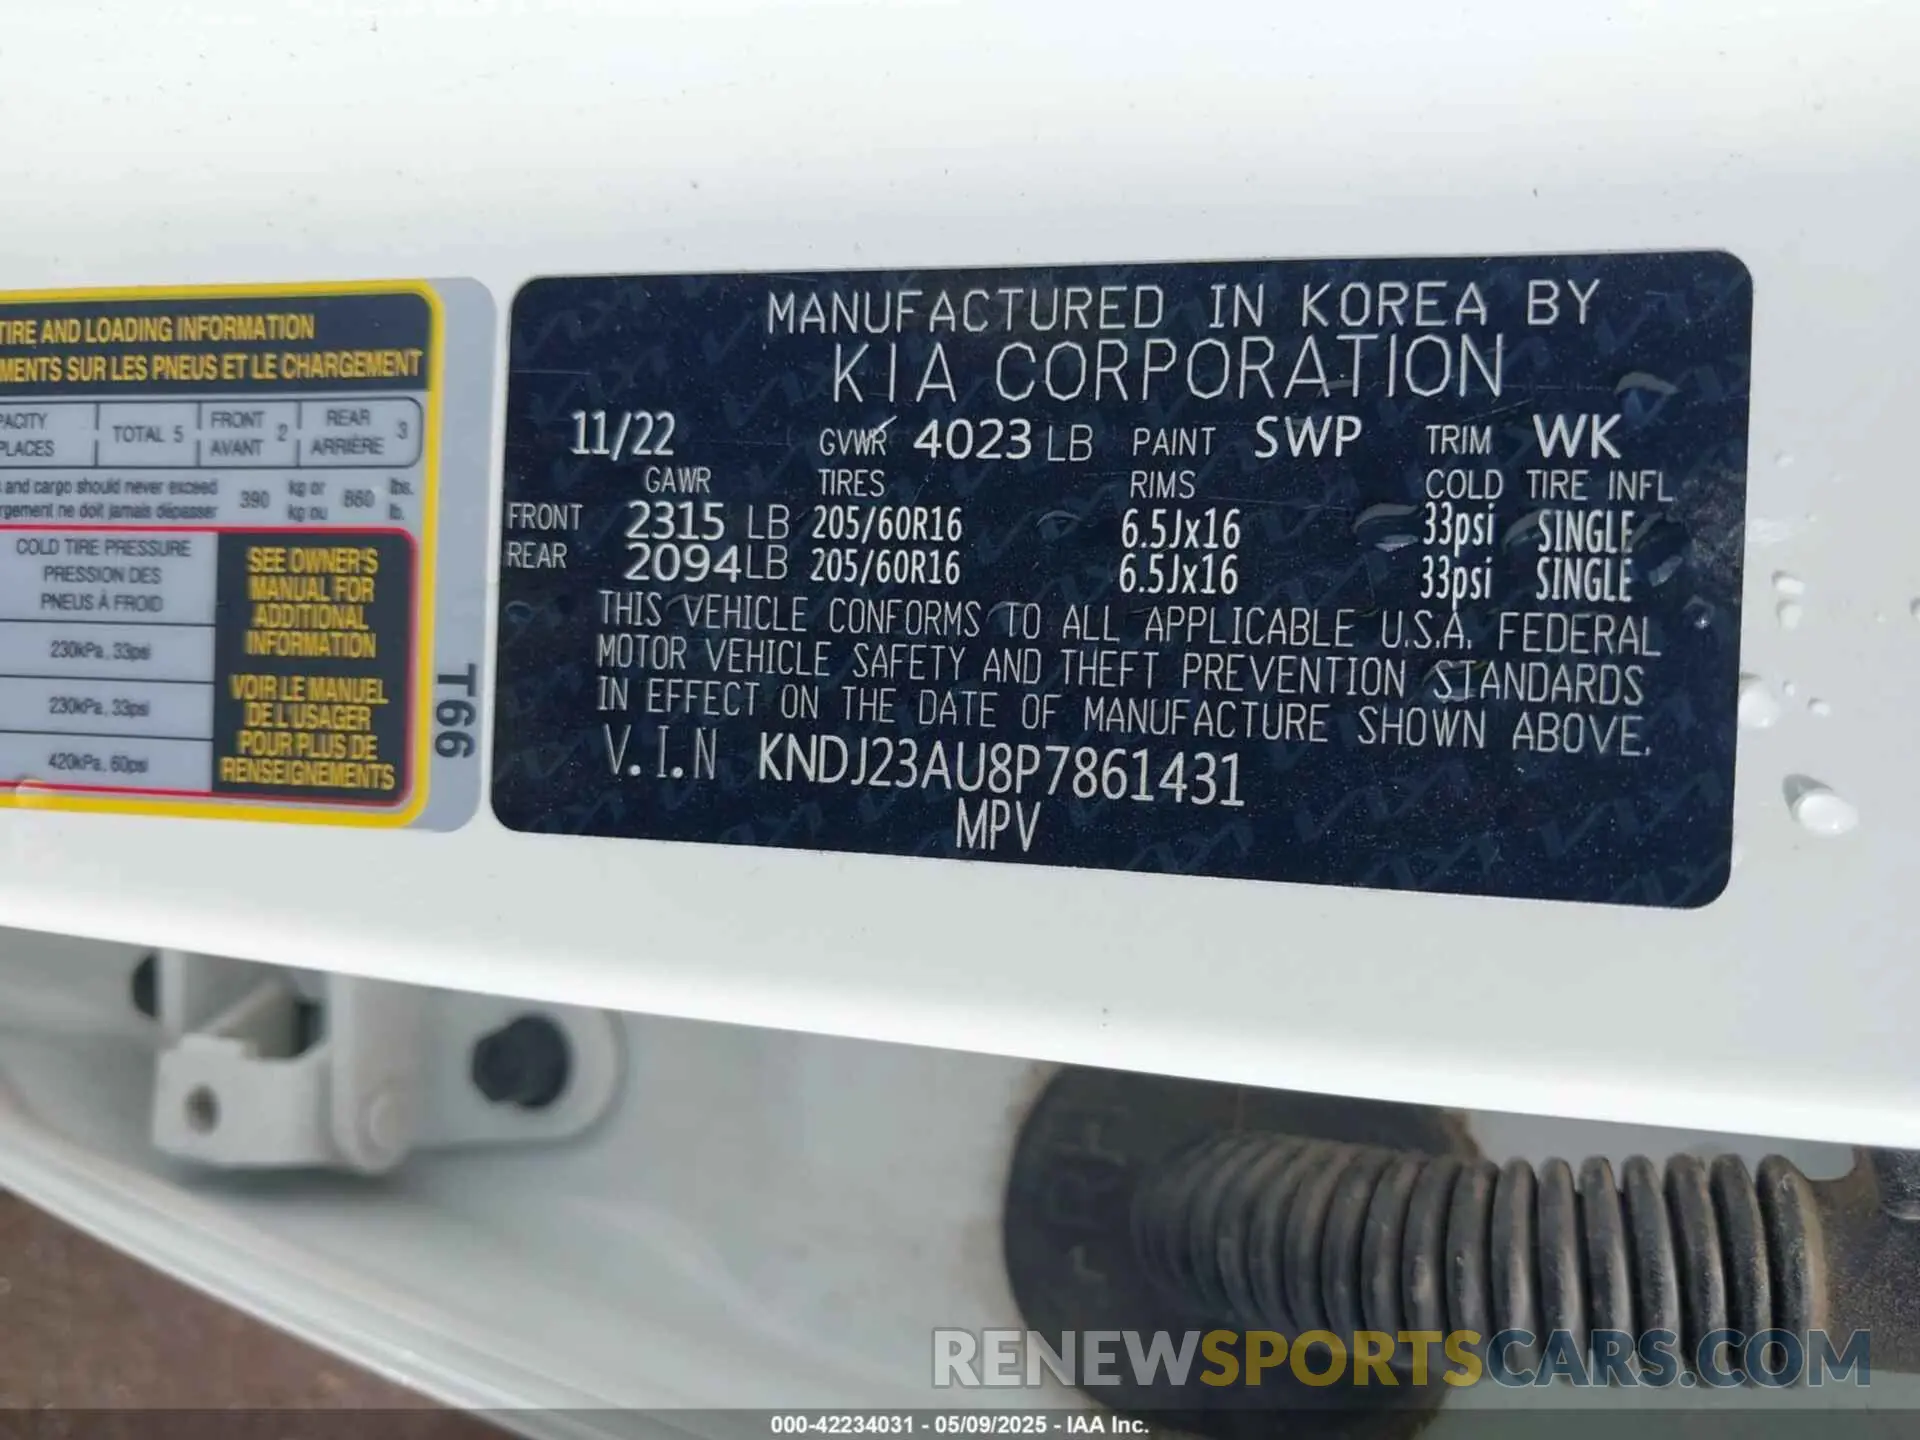 TIRE AND LOADING INFORMATION
SUR LES PNEUS ET LE CHARGEMENT
TOTAL 5
FRONT
AVANT
2
REAR
ARRIÈRE
3
PLACES
and cargo should never exceed
ne doit jamais dépasser
390
kg or
kg ou
860
lbs.
lb.
COLD TIRE PRESSURE
PRESSION DES
PNEUS À FROID
230kPa, 33psi
230kPa, 33psi
420kPa, 60psi
SEE OWNER'S
MANUAL FOR
ADDITIONAL
INFORMATION
VOIR LE MANUEL
DE L'USAGER
POUR PLUS DE
RENSEIGNEMENTS
T66
MANUFACTURED IN KOREA BY
KIA CORPORATION
11/22 GVWR 4023 LB PAINT SWP TRIM WK
GAWR TIRES RIMS COLD TIRE INFL
FRONT 2315 LB 205/60R16 6.5Jx16 33psi SINGLE
REAR 2094 LB 205/60R16 6.5Jx16 33psi SINGLE
THIS VEHICLE CONFORMS TO ALL APPLICABLE U.S.A. FEDERAL
MOTOR VEHICLE SAFETY AND THEFT PREVENTION STANDARDS
IN EFFECT ON THE DATE OF MANUFACTURE SHOWN ABOVE.
V.I.N KNDJ23AU8P7861431
MPV
RENEWSPORTSCARS.COM
000-42234031 - 05/09/2025 - IAA Inc.